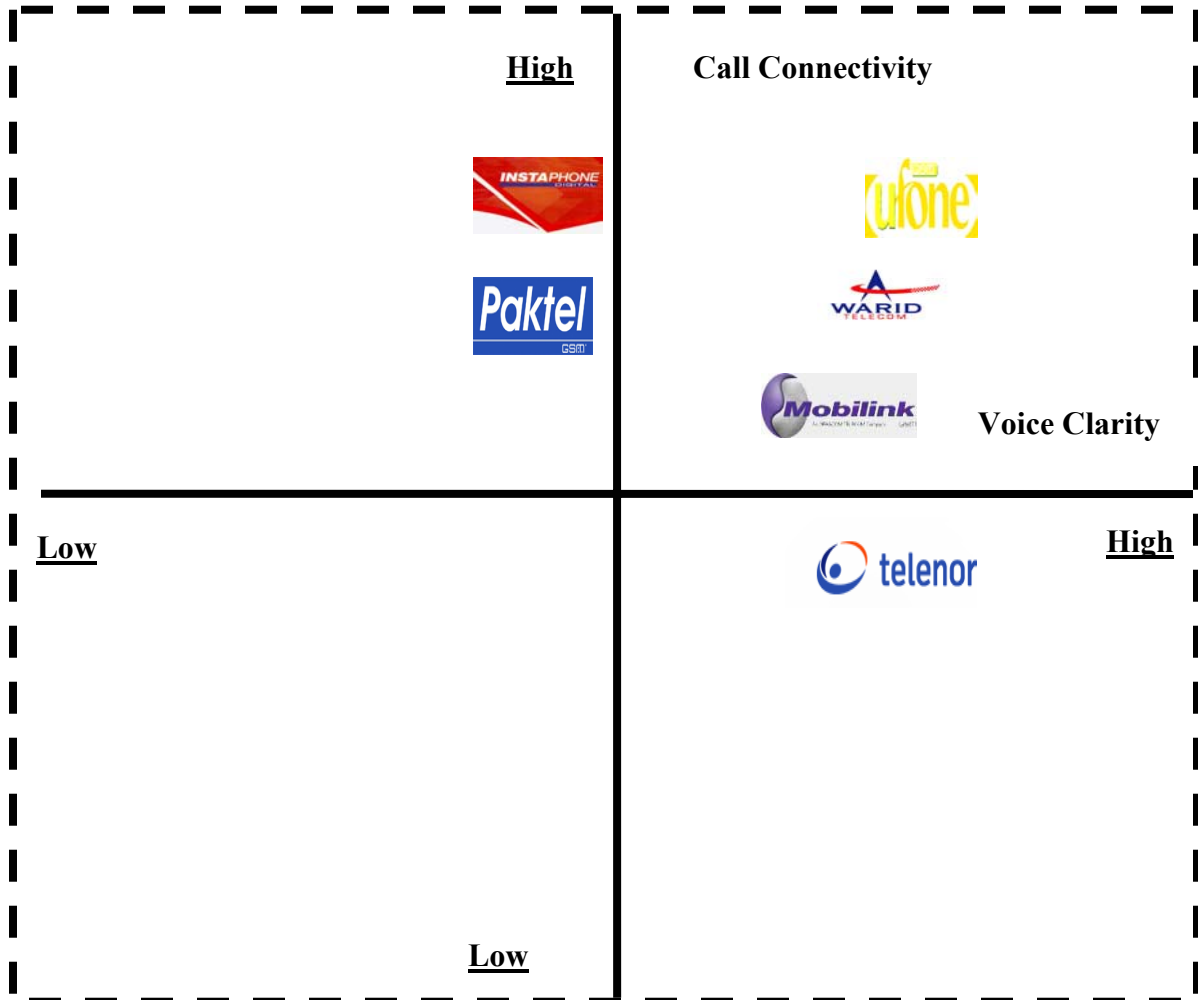 High
Call Connectivity
INSTAPHONE
DIGITAL
ufone
Paktel
GSM
WARID
TELECOM
Mobilink
Voice Clarity
Low
High
telenor
Low